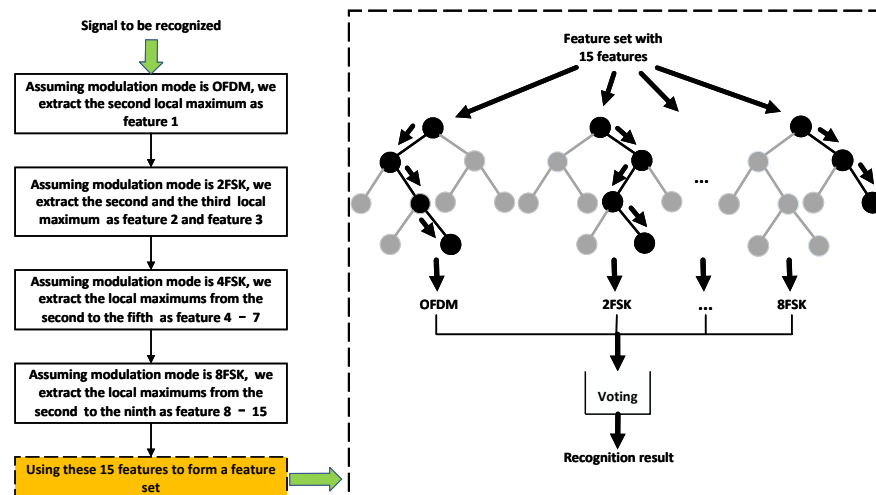 Signal to be recognized
Assuming modulation mode is OFDM, we
extract the second local maximum as
feature 1
Assuming modulation mode is 2FSK, we
extract the second and the third local
maximum as feature 2 and feature 3
Assuming modulation mode is 4FSK, we
extract the local maximums from the
second to the fifth as feature 4 – 7
Assuming modulation mode is 8FSK, we
extract the local maximums from the
second to the ninth as feature 8 – 15
Using these 15 features to form a feature
set
Feature set with
15 features
...
OFDM
2FSK
...
8FSK
Voting
Recognition result